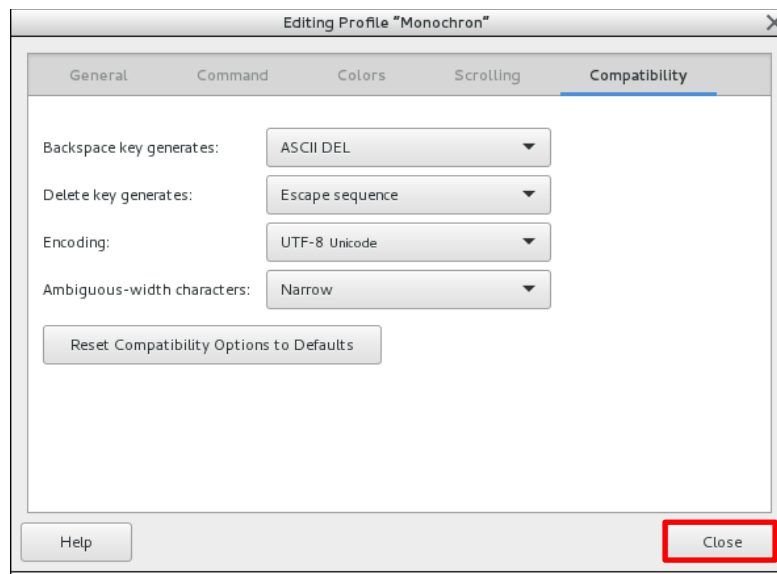 Editing Profile “Monochron”
General Command Colors Scrolling Compatibility
Backspace key generates: ASCII DEL
Delete key generates: Escape sequence
Encoding: UTF-8 Unicode
Ambiguous-width characters: Narrow
Reset Compatibility Options to Defaults
Help Close